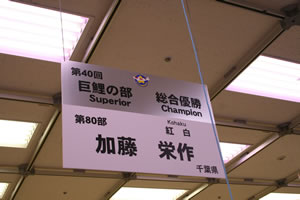 第40回
巨鯉の部 総合優勝
Superior Champion
第80部 Kohaku
紅白
加藤 栄作
千葉県